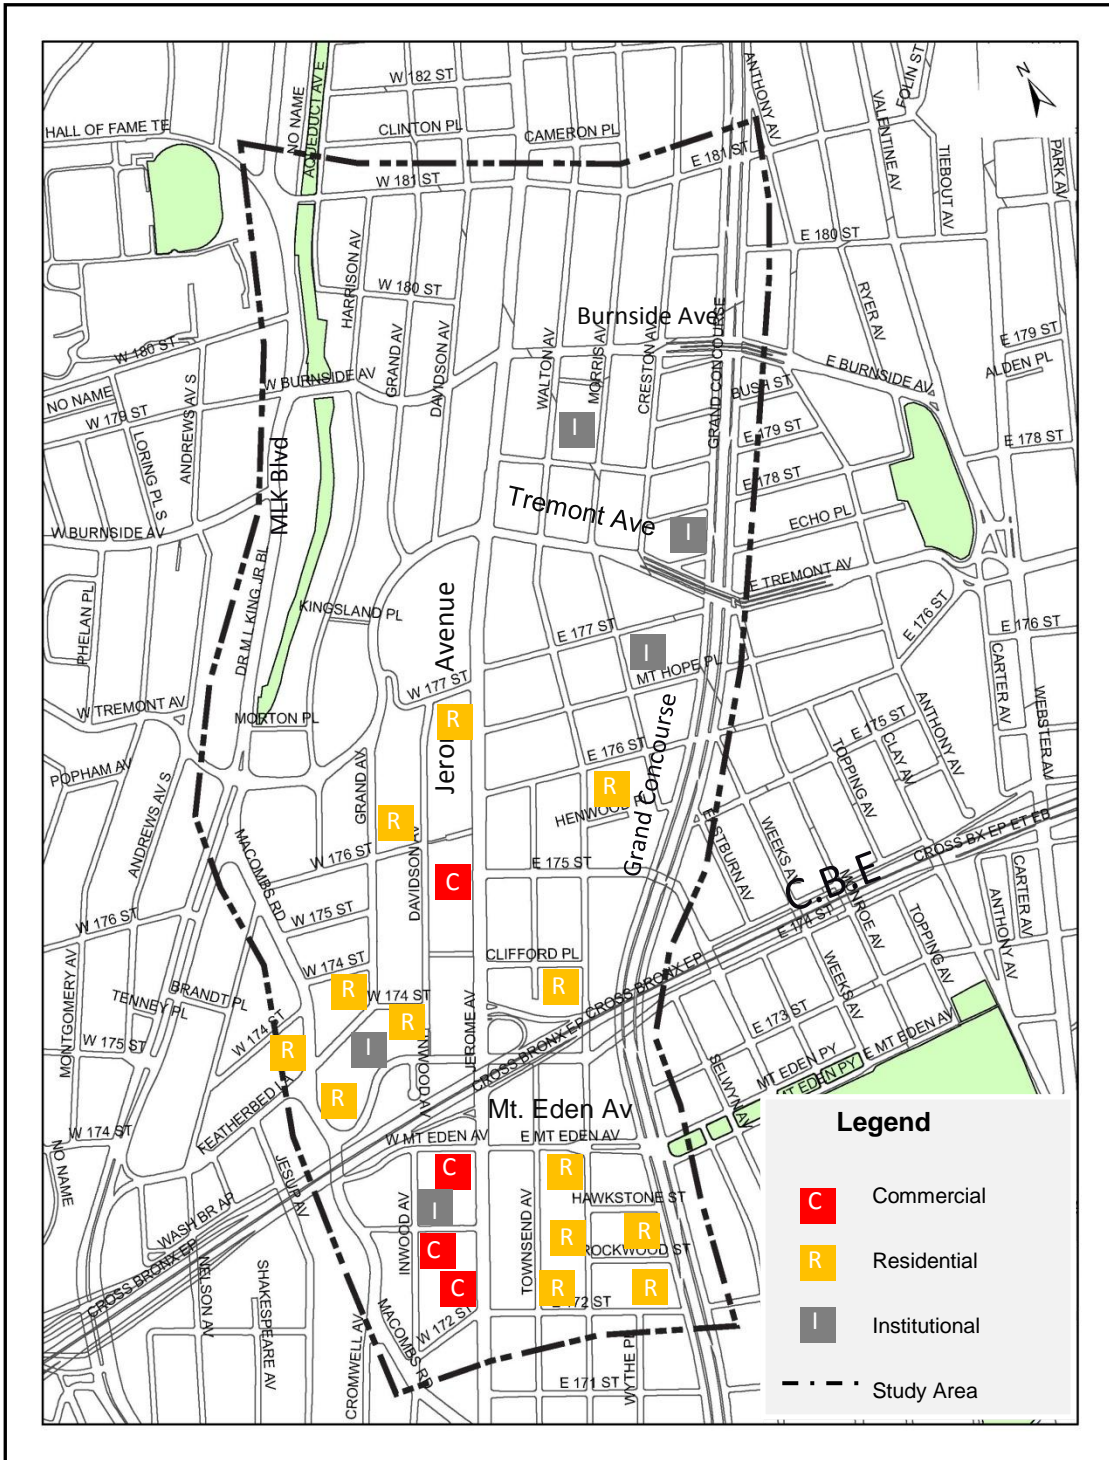 W 182 ST
NO NAME
AQUEDUCT AV E
HALL OF FAME TE
CLINTON PL
CAMERON PL
ANTHONY AV
VALENTINE AV
FOLIN ST
N
TIEBOUT AV
PARK AV
E 181 ST
W 181 ST
E 180 ST
HARRISON AV
W 180 ST
GRAND AV
DAVIDSON AV
Burnside Ave
WALTON AV
MORRIS AV
CRESTON AV
GRAND CONCOURSE
RYER AV
E 179 ST
ALDEN PL
W 180 ST
NO NAME
W 179 ST
W BURNSIDE AV
E BURNSIDE AV
BUSH ST
LORING PL S
ANDREWS AV S
MLK Blvd
I
E 179 ST
E 178 ST
E 178 ST
Tremont Ave
I
ECHO PL
W BURNSIDE AV
DR M L KING JR BL
E TREMONT AV
PHELAN PL
KINGSLAND PL
Avenue
E 177 ST
I
MT HOPE PL
E 176 ST
E 176 ST
W 177 ST
W TREMONT AV
MORTON PL
R
Jero
CARTER AV
WEBSTER AV
ANTHONY AV
E 175 ST
CLAY AV
TOPPING AV
E 176 ST
POPHAM AV
ANDREWS AV S
GRAND AV
R
HENWOOD PL
Grand Concourse
R
DAVIDSON AV
MACOMBS RD
W 176 ST
E 175 ST
C
EASTBURN AV
WEEKS AV
C.B.E
MONROE AV
CROSS BX EP ET EB
E 174 ST
TOPPING AV
ANTHONY AV
CARTER AV
W 176 ST
W 175 ST
MONTGOMERY AV
W 174 ST
R
CLIFFORD PL
R
CROSS BRONX EP
WEEKS AV
BRANDT PL
TENNEY PL
W 175 ST
W 174 ST
W 174 ST
R
INWOOD AV
JEROME AV
CROSS BRONX EP
E 173 ST
E MT EDEN AV
MT EDEN PY
MT EDEN PY
SELWYN AV
R
I
R
FEATHERBED LA
Mt. Eden Av
W 174 ST
NO NAME
W MT EDEN AV
E MT EDEN AV
JESUP AV
WASH BR AP
CROSS BRONX EP
C
I
R
HAWKSTONE ST
INWOOD AV
TOWNSEND AV
C
R
R
ROCKWOOD ST
C
R
R
E 172 ST
W 172 ST
NELSON AV
SHAKESPEARE AV
CROMWELL AV
MACOMBS RD
WYTHE PL
E 171 ST
Legend
C Commercial
R Residential
I Institutional
Study Area